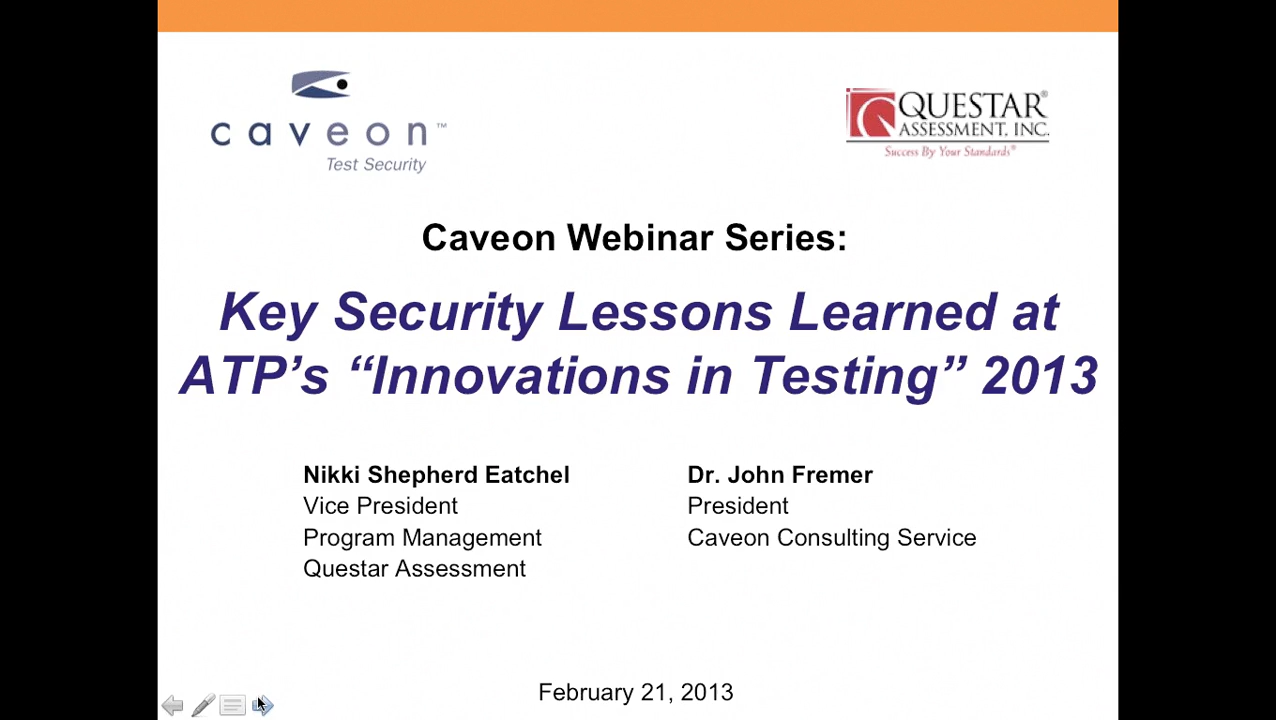 caveon™
Test Security
QUESTAR®
ASSESSMENT, INC.
Success By Your Standards®
Caveon Webinar Series:
Key Security Lessons Learned at
ATP’s “Innovations in Testing” 2013
Nikki Shepherd Eatchel
Vice President
Program Management
Questar Assessment
Dr. John Fremer
President
Caveon Consulting Service
February 21, 2013